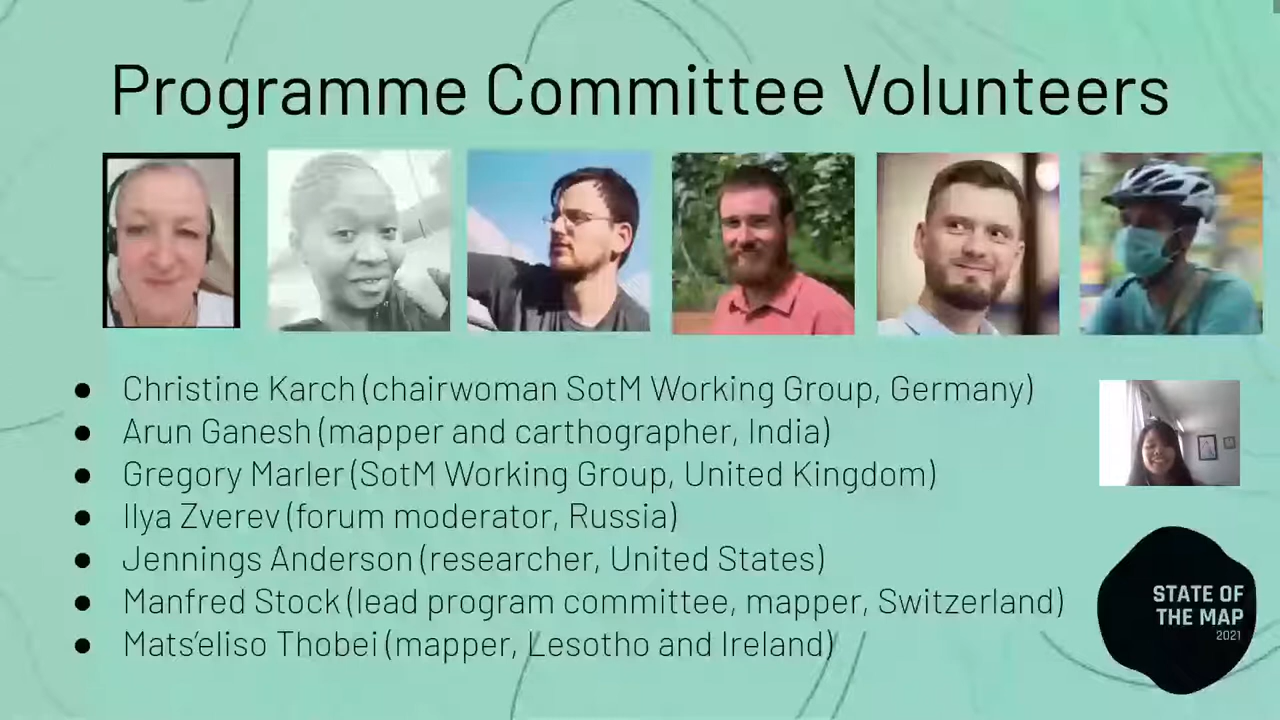 Programme Committee Volunteers
Christine Karch (chairwoman SotM Working Group, Germany)
Arun Ganesh (mapper and carthographer, India)
Gregory Marler (SotM Working Group, United Kingdom)
Ilya Zverev (forum moderator, Russia)
Jennings Anderson (researcher, United States)
Manfred Stock (lead program committee, mapper, Switzerland)
Mats’eliso Thobei (mapper, Lesotho and Ireland)
STATE OF
THE MAP
2021